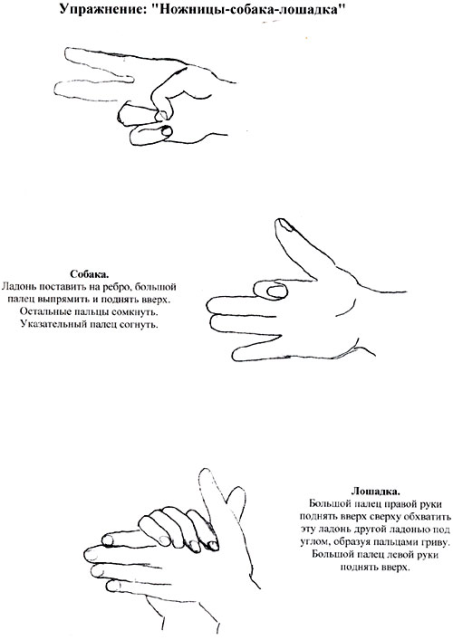 Упражнение: "Ножницы-собака-лошадка"
Собака.
Ладонь поставить на ребро, большой
палец выпрямить и поднять вверх.
Остальные пальцы сомкнуть.
Указательный палец согнуть.
Лошадка.
Большой палец правой руки
поднять вверх сверху обхватить
эту ладонь другой ладонью под
углом, образуя пальцами гриву.
Большой палец левой руки
поднять вверх.